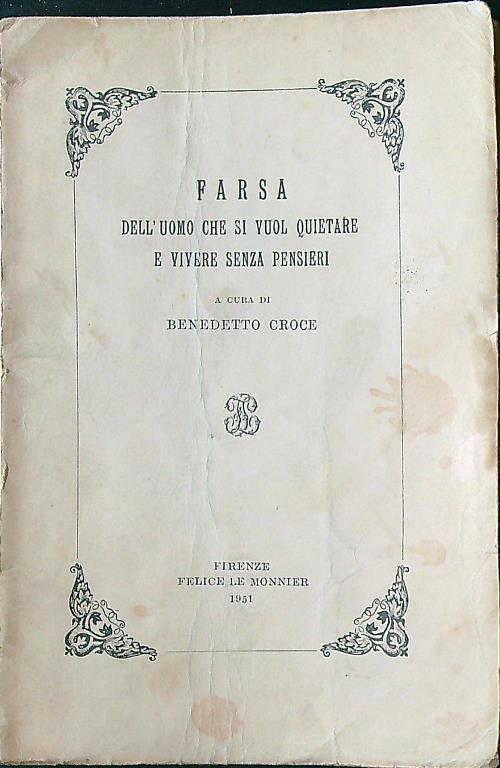 FARSA
DELL'UOMO CHE SI VUOL QUIETARE
E VIVERE SENZA PENSIERI
A CURA DI
BENEDETTO CROCE
FIRENZE
FELICE LE MONNIER
1951